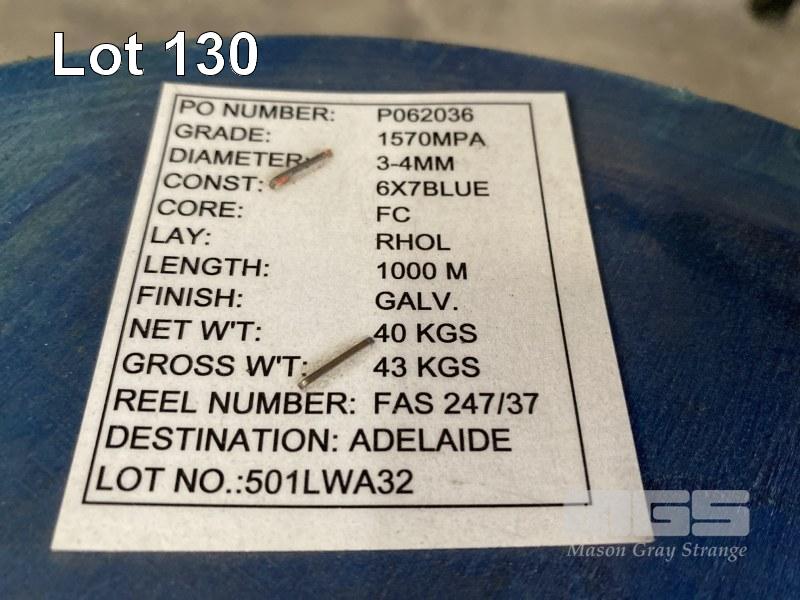 Lot 130
PO NUMBER: P062036
GRADE: 1570MPA
DIAMETER: 3-4MM
CONST: 6X7BLUE
CORE: FC
LAY: RHOL
LENGTH: 1000 M
FINISH: GALV.
NET W'T: 40 KGS
GROSS W'T: 43 KGS
REEL NUMBER: FAS 247/37
DESTINATION: ADELAIDE
LOT NO.:501LWA32
MGS
Mason Gray Strange